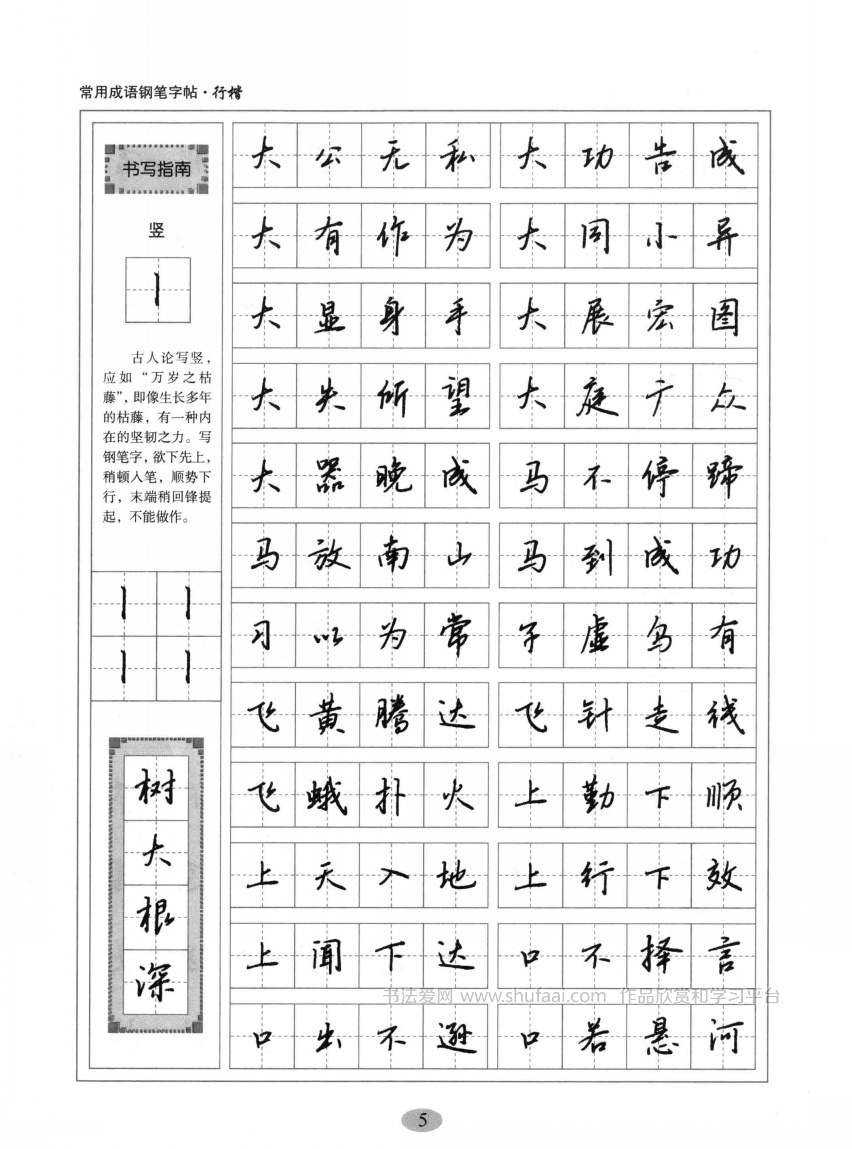 常用成语钢笔字帖·行楷
书写指南
竖
古人论写竖，
应如“万岁之枯
藤”，即像生长多年
的枯藤，有一种内
在的坚韧之力。写
钢笔字，欲下先上，
稍顿入笔，顺势下
行，末端稍回锋提
起，不能做作。
树
大
根
深
大公无私 大功告成
大有作为 大同小异
大显身手 大展宏图
大失所望 大庭广众
大器晚成 马不停蹄
马放南山 马到成功
习以为常 子虚乌有
飞黄腾达 飞针走线
飞蛾扑火 上勤下顺
上天入地 上行下效
上闻下达 口不择言
书法爱网 www.shufaai.com 作品欣赏和学习平台
口出不逊 口若悬河
5